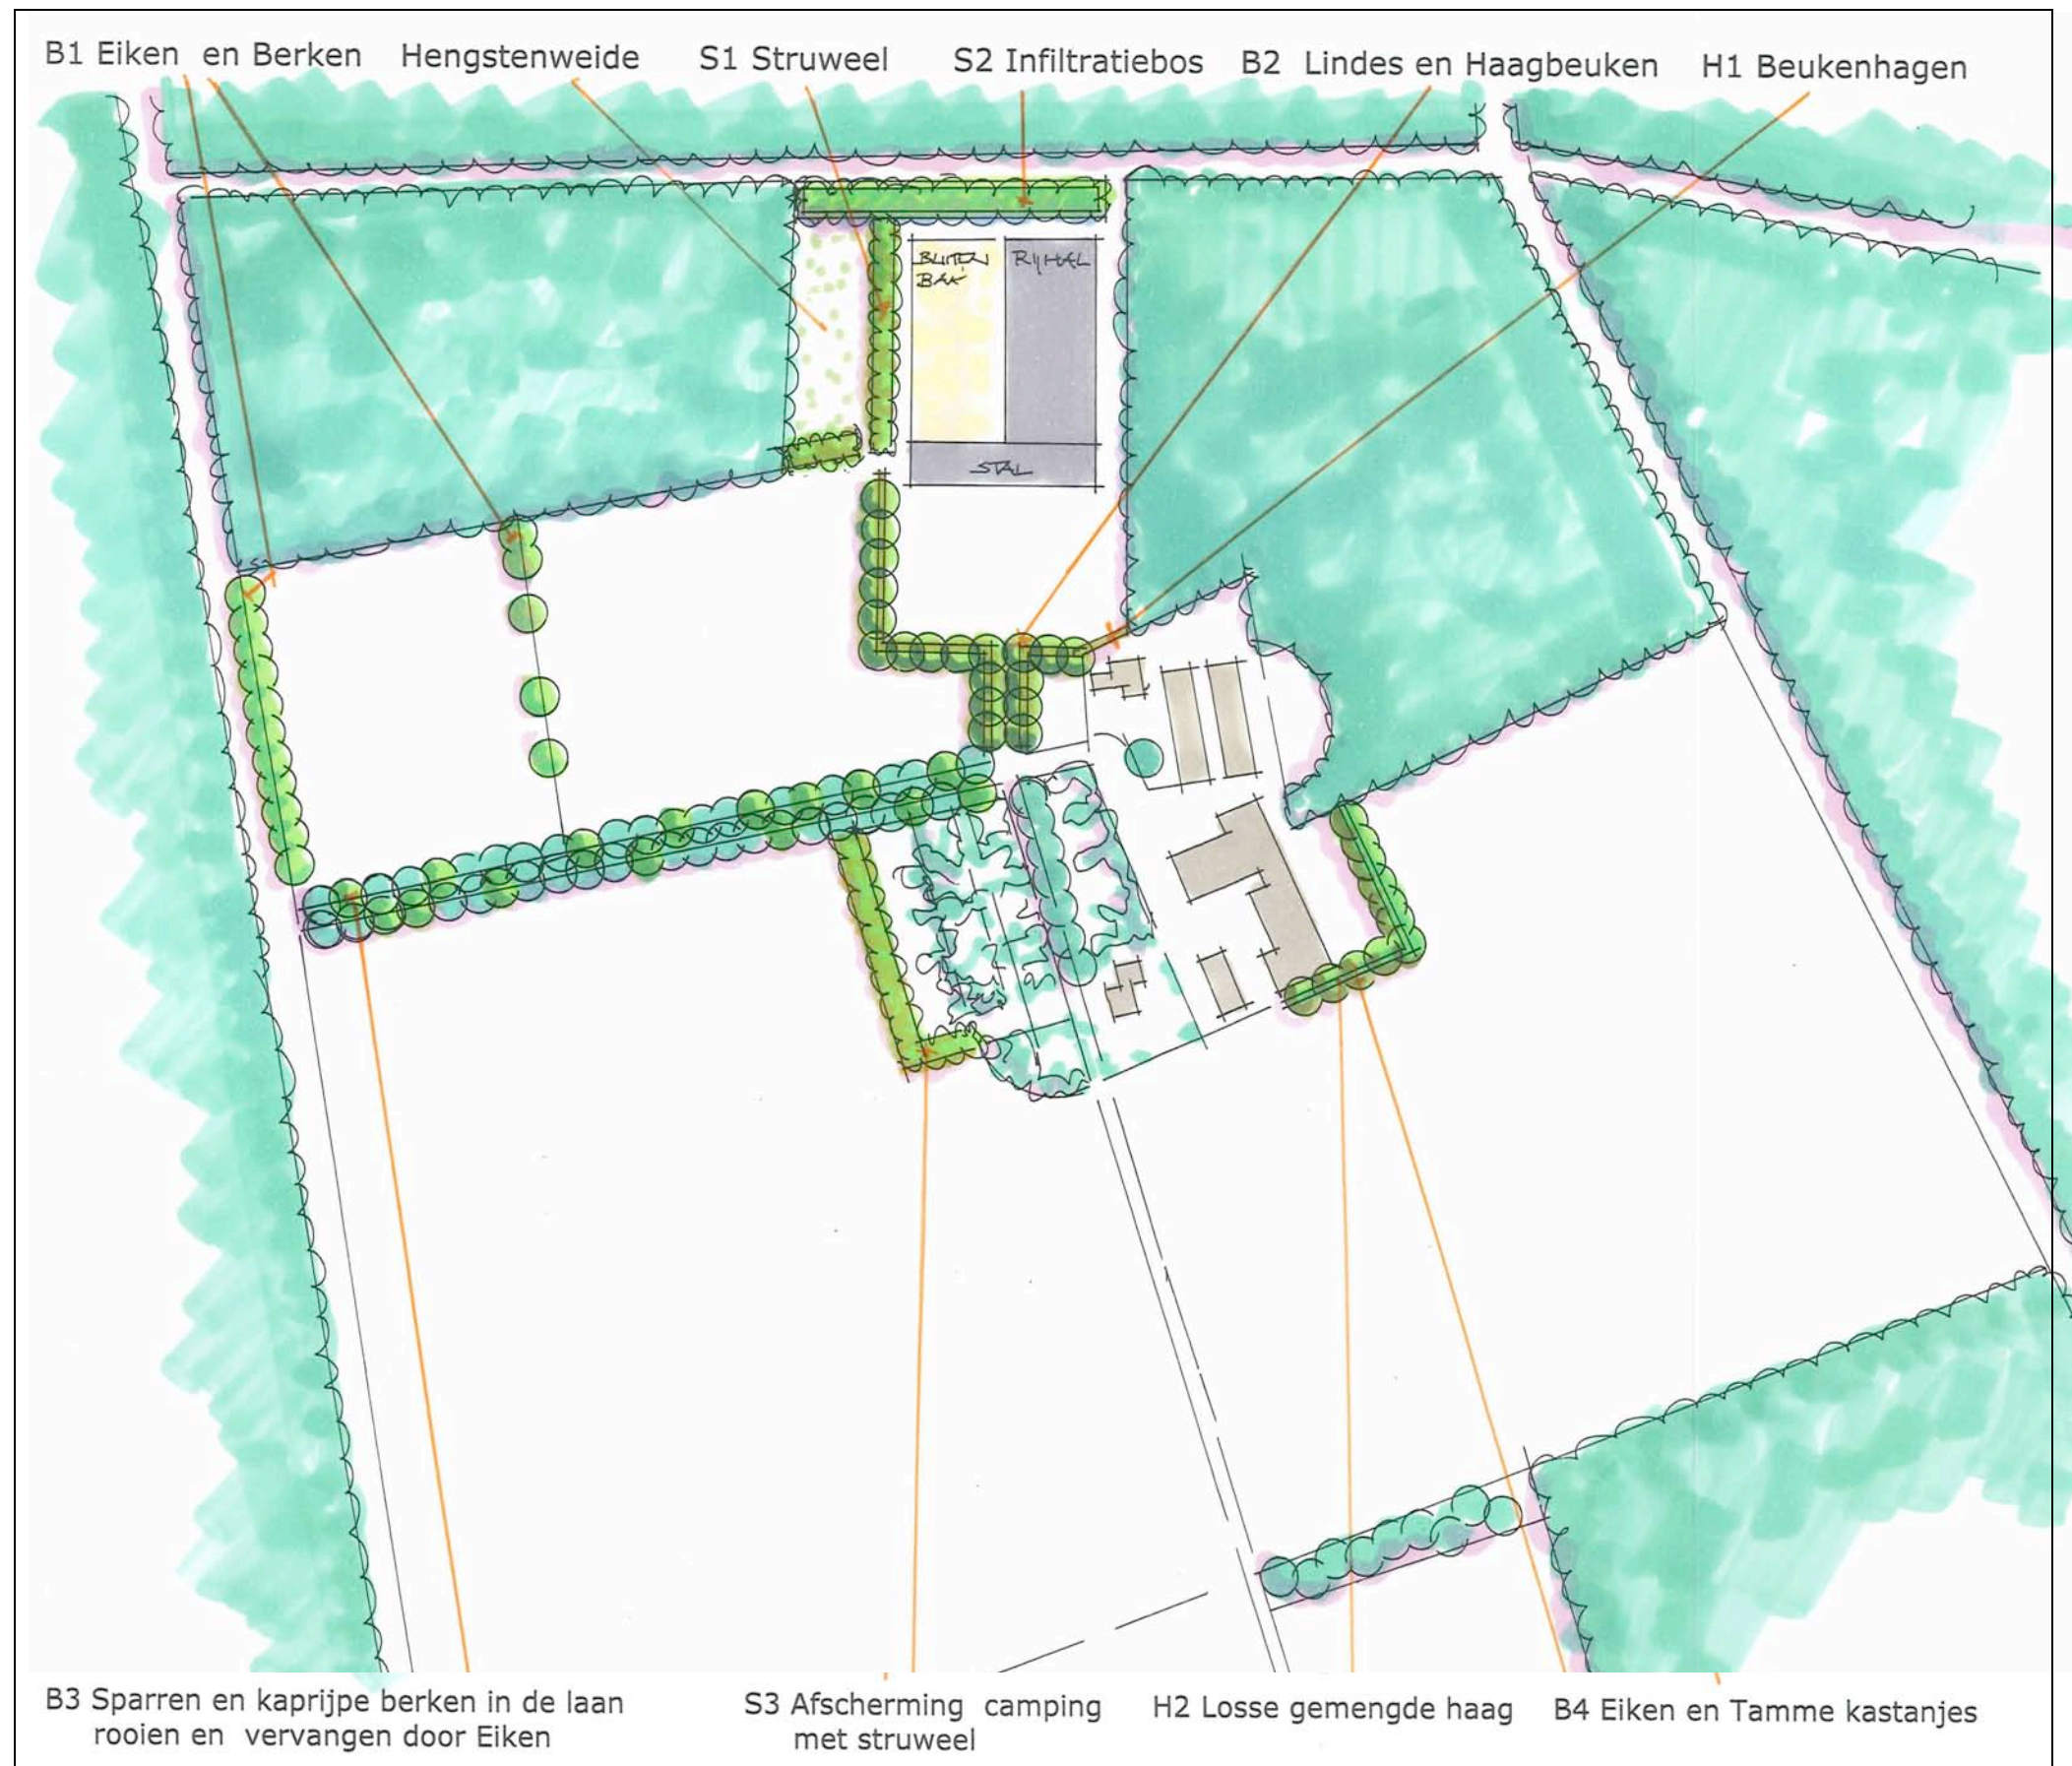 B1 Eiken en Berken Hengstenweide S1 Struweel S2 Infiltratiebos B2 Lindes en Haagbeuken H1 Beukenhagen
BUITEN RIJHAL
BAK
STAL
B3 Sparren en kaprijpe berken in de laan S3 Afscherming camping H2 Losse gemengde haag B4 Eiken en Tamme kastanjes
rooien en vervangen door Eiken met struweel